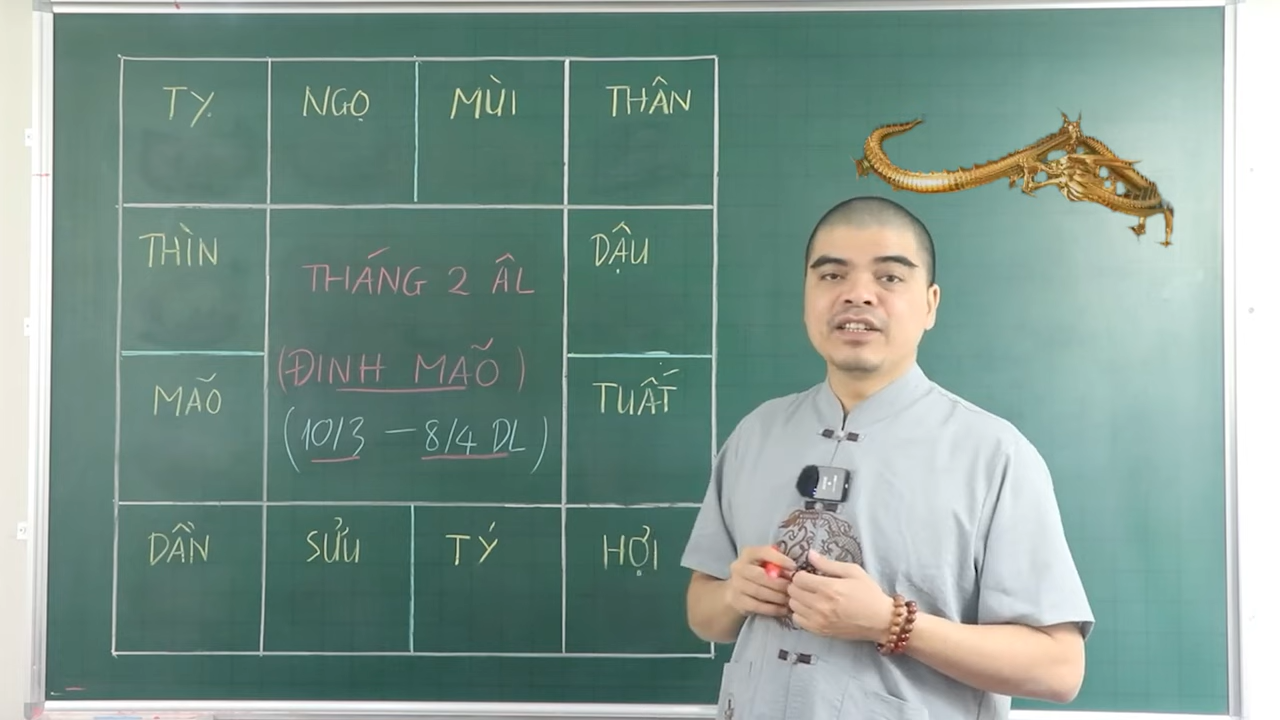 TỴ NGỌ MÙI THÂN
THÌN DẬU
THÁNG 2 ÂL
(ĐINH MÃO)
MÃO TUẤT
(10/3 – 8/4 DL)
DẦN SỬU TÝ HỢI